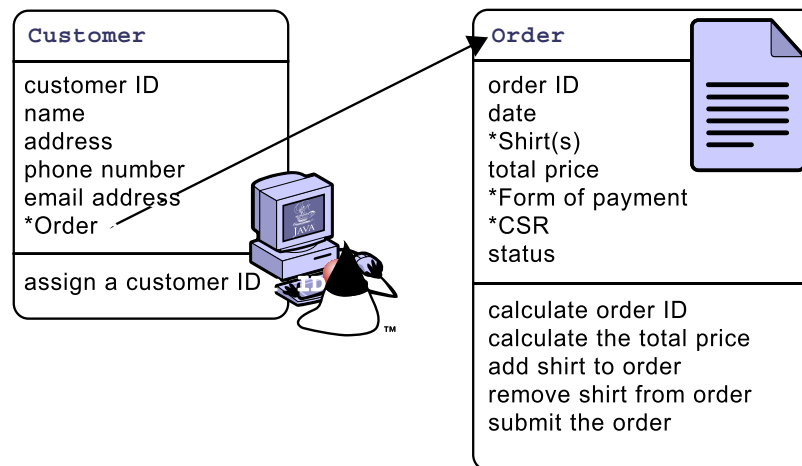 Customer
customer ID
name
address
phone number
email address
*Order
assign a customer ID
JAVA
ID
™
Order
order ID
date
*Shirt(s)
total price
*Form of payment
*CSR
status
calculate order ID
calculate the total price
add shirt to order
remove shirt from order
submit the order